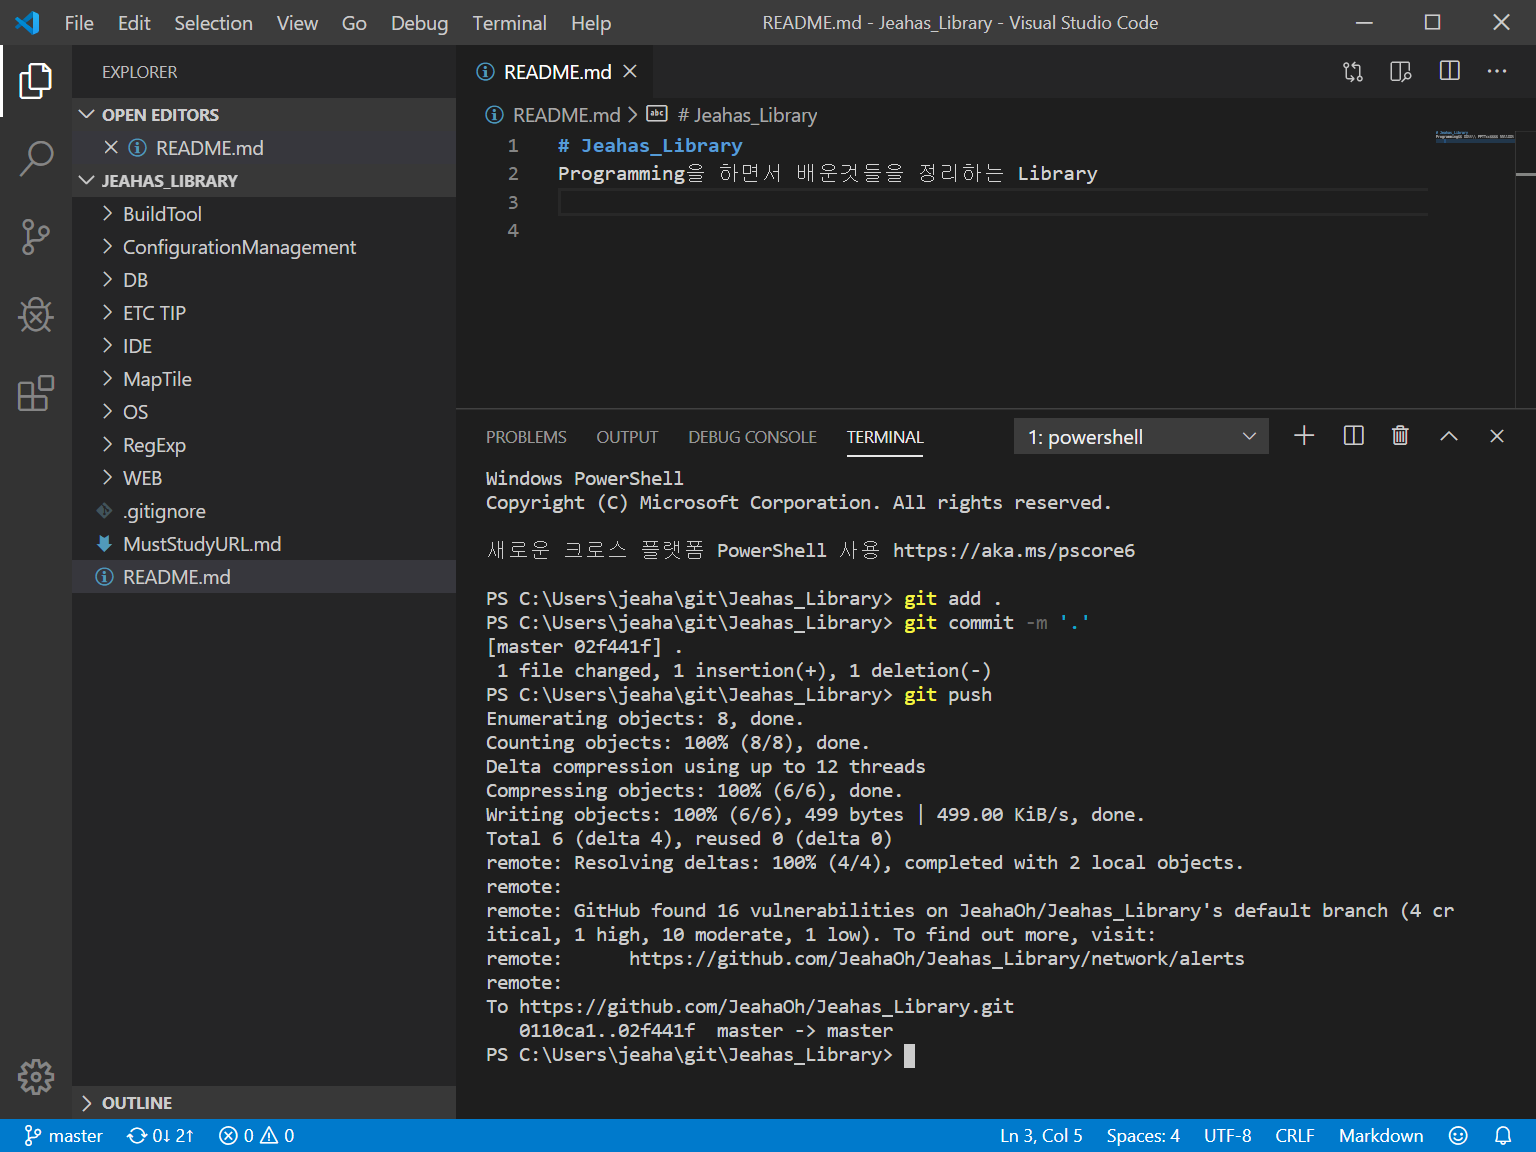 File Edit Selection View Go Debug Terminal Help README.md - Jeahas_Library - Visual Studio Code
EXPLORER
OPEN EDITORS
README.md
JEAHAS_LIBRARY
BuildTool
ConfigurationManagement
DB
ETC TIP
IDE
MapTile
OS
RegExp
WEB
.gitignore
MustStudyURL.md
README.md
OUTLINE
README.md
README.md > # Jeahas_Library
1 # Jeahas_Library
2 Programming을 하면서 배운것들을 정리하는 Library
3
4
PROBLEMS OUTPUT DEBUG CONSOLE TERMINAL 1: powershell
Windows PowerShell
Copyright (C) Microsoft Corporation. All rights reserved.
새로운 크로스 플랫폼 PowerShell 사용 https://aka.ms/pscore6
PS C:\Users\jeaha\git\Jeahas_Library> git add .
PS C:\Users\jeaha\git\Jeahas_Library> git commit -m '.'
[master 02f441f] .
1 file changed, 1 insertion(+), 1 deletion(-)
PS C:\Users\jeaha\git\Jeahas_Library> git push
Enumerating objects: 8, done.
Counting objects: 100% (8/8), done.
Delta compression using up to 12 threads
Compressing objects: 100% (6/6), done.
Writing objects: 100% (6/6), 499 bytes | 499.00 KiB/s, done.
Total 6 (delta 4), reused 0 (delta 0)
remote: Resolving deltas: 100% (4/4), completed with 2 local objects.
remote:
remote: GitHub found 16 vulnerabilities on JeahaOh/Jeahas_Library's default branch (4 cr
itical, 1 high, 10 moderate, 1 low). To find out more, visit:
remote:      https://github.com/JeahaOh/Jeahas_Library/network/alerts
remote:
To https://github.com/JeahaOh/Jeahas_Library.git
0110ca1..02f441f  master -> master
PS C:\Users\jeaha\git\Jeahas_Library>
master 0↓ 2↑ 0 0 Ln 3, Col 5 Spaces: 4 UTF-8 CRLF Markdown